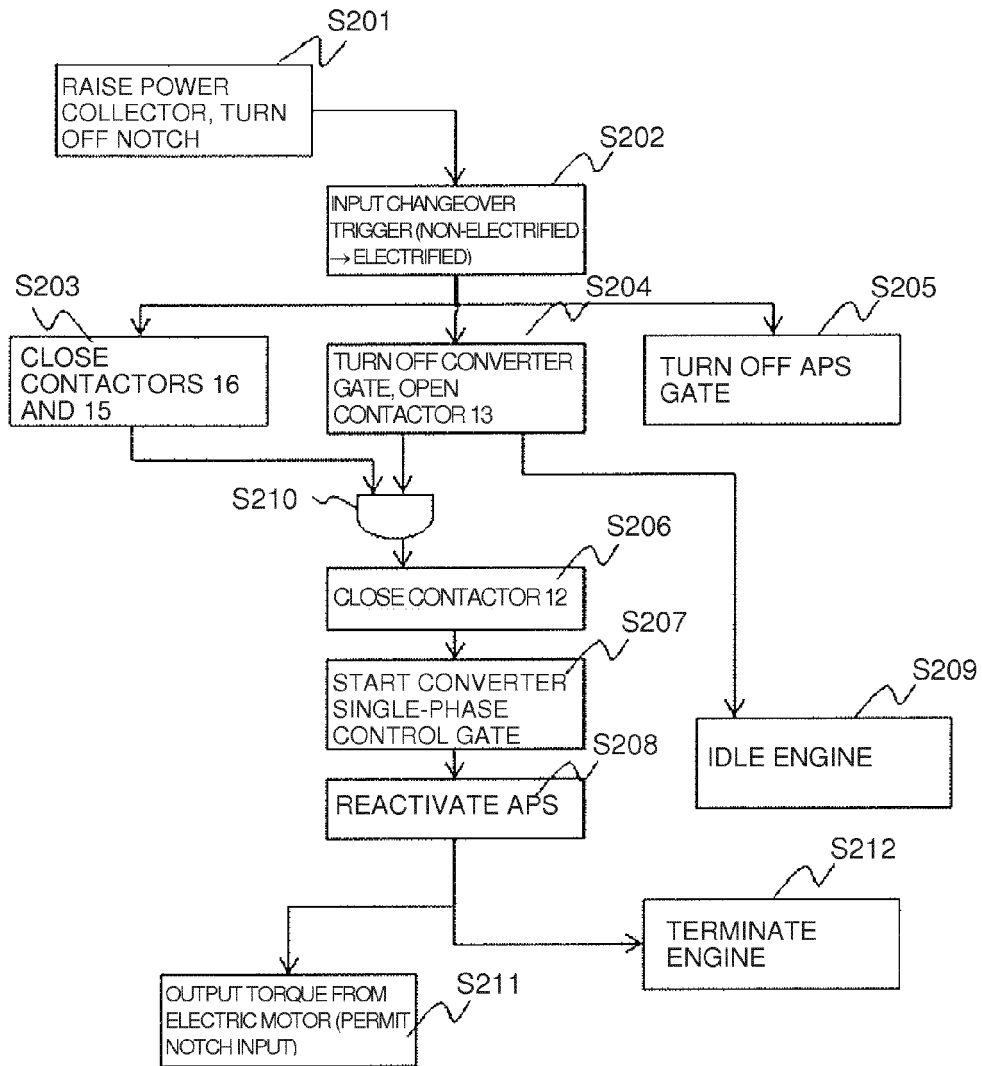 S201
RAISE POWER
COLLECTOR, TURN
OFF NOTCH
S202
INPUT CHANGEOVER
TRIGGER (NON-ELECTRIFIED
→ ELECTRIFIED)
S203
CLOSE
CONTACTORS 16
AND 15
S204
TURN OFF CONVERTER
GATE, OPEN
CONTACTOR 13
S205
TURN OFF APS
GATE
S210
S206
CLOSE CONTACTOR 12
S207
START CONVERTER
SINGLE-PHASE
CONTROL GATE
S209
IDLE ENGINE
S208
REACTIVATE APS
S212
TERMINATE
ENGINE
S211
OUTPUT TORQUE FROM
ELECTRIC MOTOR (PERMIT
NOTCH INPUT)